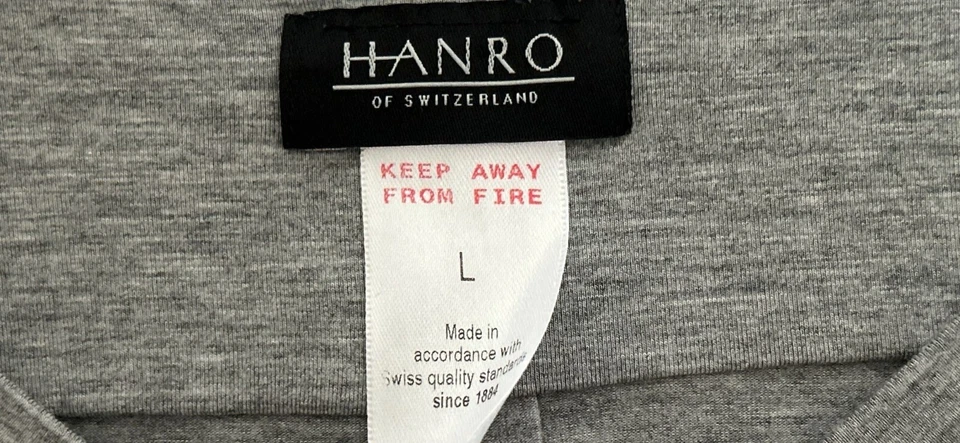 HANRO
OF SWITZERLAND
KEEP AWAY
FROM FIRE
L
Made in
accordance with
Swiss quality standards
since 1884